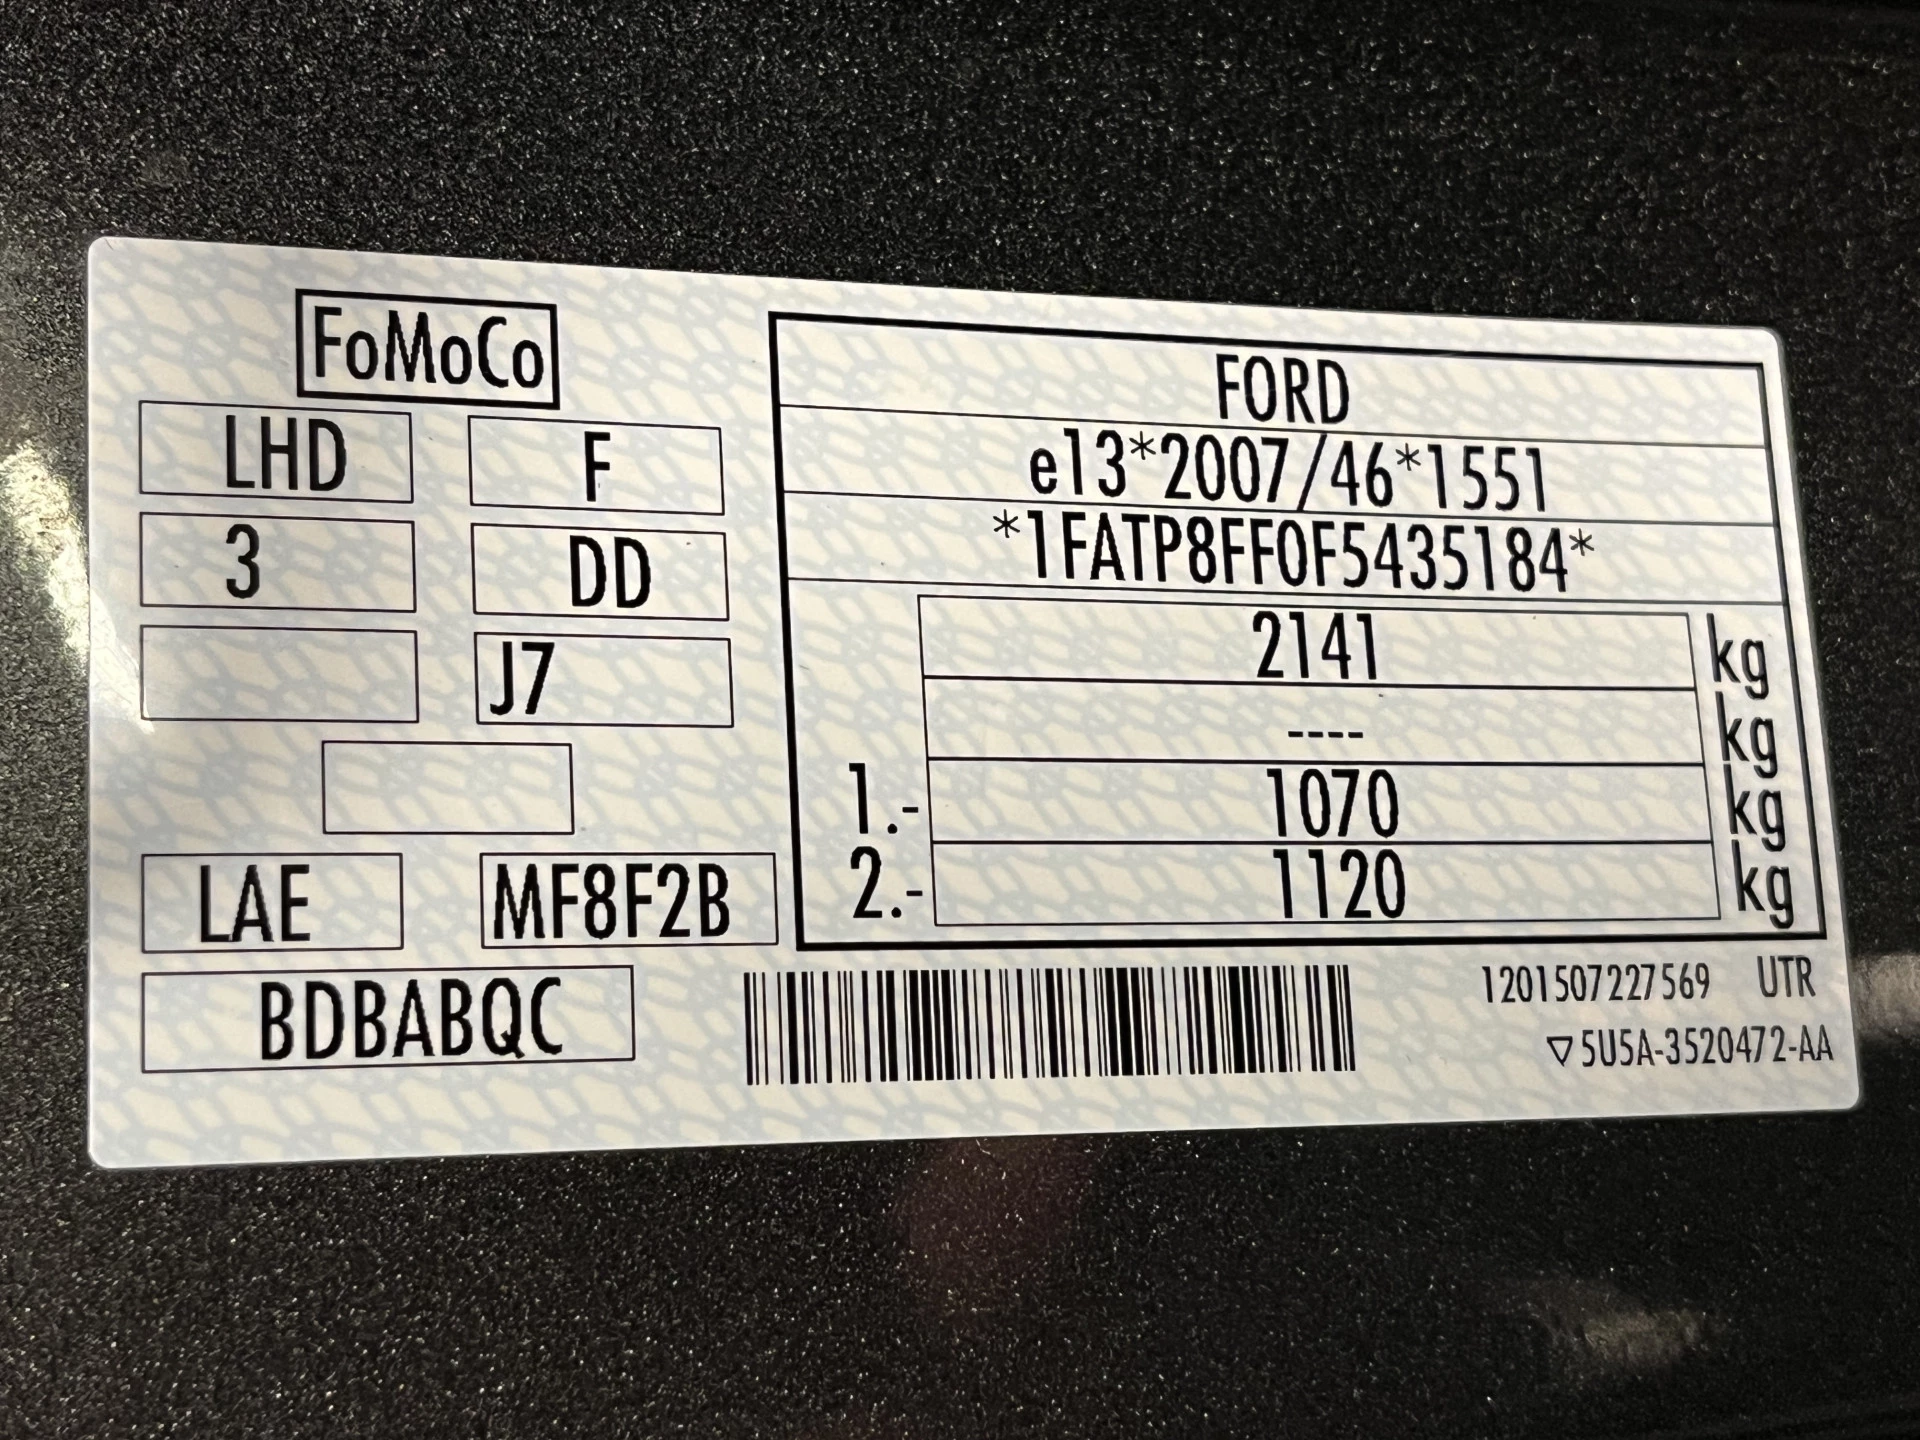 FoMoCo
LHD F
3 DD
J7
LAE MF8F2B
BDBABQC
FORD
e13*2007/46*1551
*1FATP8FF0F5435184*
2141 kg
---- kg
1.- 1070 kg
2.- 1120 kg
1201507227569 UTR
▽5U5A-3520472-AA